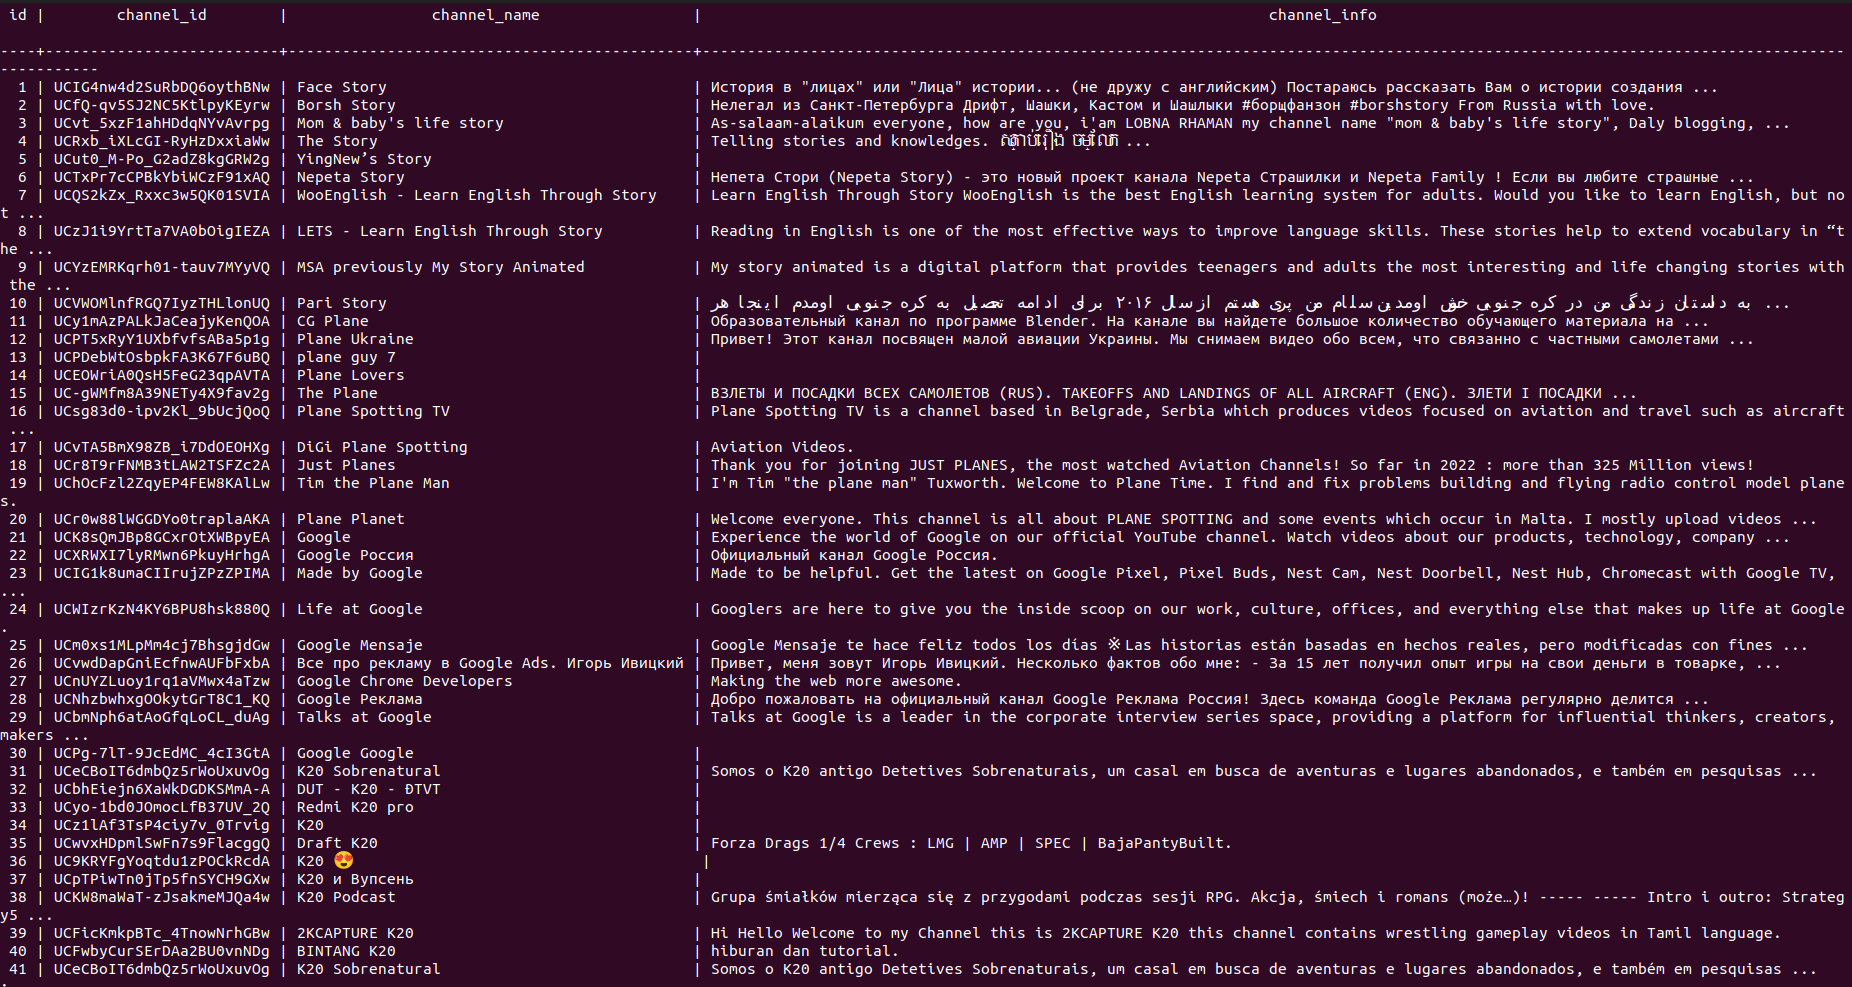 id | channel_id | channel_name | channel_info
----+--------------------------+---------------------------------------------+-------------------------------------------------------------------------------------------------------------------------------
-----------
1 | UCIG4nw4d2SuRbDQ6oythBNw | Face Story | История в "лицах" или "Лица" истории... (не дружу с английским) Постараюсь рассказать Вам о истории создания ...
2 | UCfQ-qv5SJ2NC5KtlpyKEyrw | Borsh Story | Нелегал из Санкт-Петербурга Дрифт, Шашки, Кастом и Шашлыки #борщфанзон #borshstory From Russia with love.
3 | UCvt_5xzF1ahHDdqNYvAvrpg | Mom & baby's life story | As-salaam-alaikum everyone, how are you, i'am LOBNA RHAMAN my channel name "mom & baby's life story", Daly blogging, ...
4 | UCRxb_iXLcGI-RyHzDxxiaWw | The Story | Telling stories and knowledges. ស្តាប់រឿង ចម្លែក ...
5 | UCut0_M-Po_G2adZ8kgGRW2g | YingNew’s Story |
6 | UCTxPr7cCPBkYbiWCzF91xAQ | Nepeta Story | Непета Стори (Nepeta Story) - это новый проект канала Nepeta Страшилки и Nepeta Family ! Если вы любите страшные ...
7 | UCQS2kZx_Rxxc3w5QK01SVIA | WooEnglish - Learn English Through Story | Learn English Through Story WooEnglish is the best English learning system for adults. Would you like to learn English, but no
t ...
8 | UCzJ1i9YrtTa7VA0bOigIEZA | LETS - Learn English Through Story | Reading in English is one of the most effective ways to improve language skills. These stories help to extend vocabulary in “t
he ...
9 | UCYzEMRKqrh01-tauv7MYyVQ | MSA previously My Story Animated | My story animated is a digital platform that provides teenagers and adults the most interesting and life changing stories with
the ...
10 | UCVWOMlnfRGQ7IyzTHLlonUQ | Pari Story | به داستان زندگی من در کره جنوبی خوش اومدین سلام من پری هستم از سال ۲۰۱۶ برای ادامه تحصیل به کره جنوبی اومدم اینجا هر ...
11 | UCy1mAzPALkJaCeajyKenQOA | CG Plane | Образовательный канал по программе Blender. На канале вы найдете большое количество обучающего материала на ...
12 | UCPT5xRyY1UXbfvfsABa5p1g | Plane Ukraine | Привет! Этот канал посвящен малой авиации Украины. Мы снимаем видео обо всем, что связанно с частными самолетами ...
13 | UCPDebWtOsbpkFA3K67F6uBQ | plane guy 7 |
14 | UCEOWriA0QsH5FeG23qpAVTA | Plane Lovers |
15 | UC-gWMfm8A39NETy4X9fav2g | The Plane | ВЗЛЕТЫ И ПОСАДКИ ВСЕХ САМОЛЕТОВ (RUS). TAKEOFFS AND LANDINGS OF ALL AIRCRAFT (ENG). ЗЛЕТИ І ПОСАДКИ ...
16 | UCsg83d0-ipv2Kl_9bUcjQoQ | Plane Spotting TV | Plane Spotting TV is a channel based in Belgrade, Serbia which produces videos focused on aviation and travel such as aircraft
...
17 | UCvTA5BmX98ZB_i7DdOEOHXg | DiGi Plane Spotting | Aviation Videos.
18 | UCr8T9rFNMB3tLAW2TSFZc2A | Just Planes | Thank you for joining JUST PLANES, the most watched Aviation Channels! So far in 2022 : more than 325 Million views!
19 | UChOcFzl2ZqyEP4FEW8KAlLw | Tim the Plane Man | I'm Tim "the plane man" Tuxworth. Welcome to Plane Time. I find and fix problems building and flying radio control model plane
s.
20 | UCr0w88lWGGDYo0traplaAKA | Plane Planet | Welcome everyone. This channel is all about PLANE SPOTTING and some events which occur in Malta. I mostly upload videos ...
21 | UCK8sQmJBp8GCxrOtXWBpyEA | Google | Experience the world of Google on our official YouTube channel. Watch videos about our products, technology, company ...
22 | UCXRWXI7lyRMwn6PkuyHrhgA | Google Россия | Официальный канал Google Россия.
23 | UCIG1k8umaCIIrujZPzZPIMA | Made by Google | Made to be helpful. Get the latest on Google Pixel, Pixel Buds, Nest Cam, Nest Doorbell, Nest Hub, Chromecast with Google TV,
...
24 | UCWIzrKzN4KY6BPU8hsk880Q | Life at Google | Googlers are here to give you the inside scoop on our work, culture, offices, and everything else that makes up life at Google
.
25 | UCm0xs1MLpMm4cj7BhsgjdGw | Google Mensaje | Google Mensaje te hace feliz todos los días ※Las historias están basadas en hechos reales, pero modificadas con fines ...
26 | UCvwdDapGniEcfnwAUFbFxbA | Все про рекламу в Google Ads. Игорь Ивицкий | Привет, меня зовут Игорь Ивицкий. Несколько фактов обо мне: - За 15 лет получил опыт игры на свои деньги в товарке, ...
27 | UCnUYZLuoy1rq1aVMwx4aTzw | Google Chrome Developers | Making the web more awesome.
28 | UCNhzbwhxgOOkytGrT8C1_KQ | Google Реклама | Добро пожаловать на официальный канал Google Реклама Россия! Здесь команда Google Реклама регулярно делится ...
29 | UCbmNph6atAoGfqLoCL_duAg | Talks at Google | Talks at Google is a leader in the corporate interview series space, providing a platform for influential thinkers, creators,
makers ...
30 | UCPg-7lT-9JcEdMC_4cI3GtA | Google Google |
31 | UCeCBoIT6dmbQz5rWoUxuvOg | K20 Sobrenatural | Somos o K20 antigo Detetives Sobrenaturais, um casal em busca de aventuras e lugares abandonados, e também em pesquisas ...
32 | UCbhEiejn6XaWkDGDKSMmA-A | DUT - K20 - ĐTVT |
33 | UCyo-1bd0JOmocLfB37UV_2Q | Redmi K20 pro |
34 | UCz1lAf3TsP4ciy7v_0Trvig | K20 |
35 | UCwvxHDpmlSwFn7s9FlacggQ | Draft K20 | Forza Drags 1/4 Crews : LMG | AMP | SPEC | BajaPantyBuilt.
36 | UC9KRYFgYoqtdu1zPOCkRcdA | K20 😍 |
37 | UCpTPiwTn0jTp5fnSYCH9GXw | K20 и Вупсень |
38 | UCKW8maWaT-zJsakmeMJQa4w | K20 Podcast | Grupa śmiałków mierząca się z przygodami podczas sesji RPG. Akcja, śmiech i romans (może…)! ----- ----- Intro i outro: Strateg
y5 ...
39 | UCFicKmkpBTc_4TnowNrhGBw | 2KCAPTURE K20 | Hi Hello Welcome to my Channel this is 2KCAPTURE K20 this channel contains wrestling gameplay videos in Tamil language.
40 | UCFwbyCurSErDAa2BU0vnNDg | BINTANG K20 | hiburan dan tutorial.
41 | UCeCBoIT6dmbQz5rWoUxuvOg | K20 Sobrenatural | Somos o K20 antigo Detetives Sobrenaturais, um casal em busca de aventuras e lugares abandonados, e também em pesquisas ...